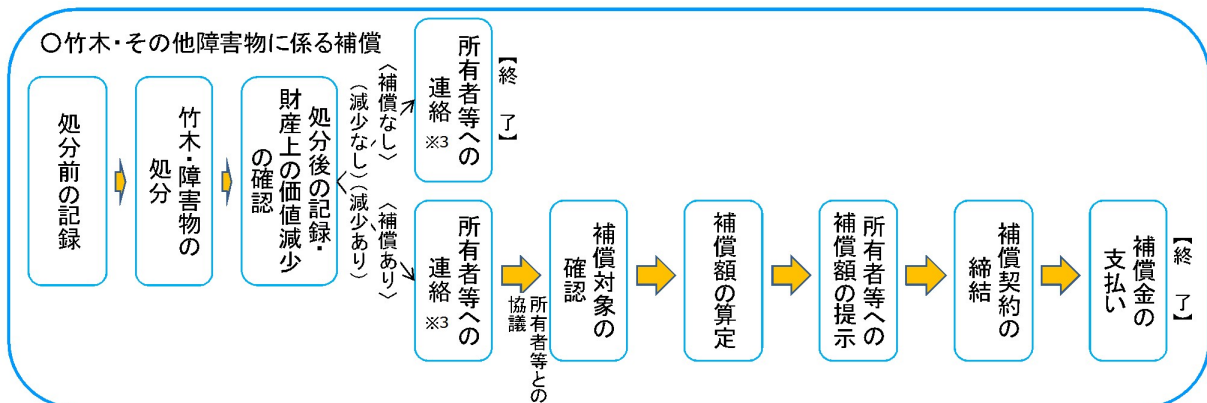 ○竹木・その他障害物に係る補償
処分前の記録
竹木・障害物の
処分
処分後の記録・
財産上の価値減少
の確認
〈補償なし〉
(減少なし)
所有者等への
連絡
※3
【終 了】
(減少あり)
〈補償あり〉
所有者等への
連絡
※3
所有者等との
協議
補償対象の
確認
補償額の算定
所有者等への
補償額の提示
補償契約の
締結
補償金の
支払い
【終 了】